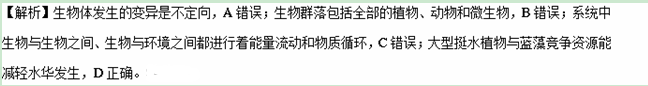 【解析】生物体发生的变异是不定向，A 错误；生物群落包括全部的植物、动物和微生物，B 错误；系统中
生物与生物之间、生物与环境之间都进行着能量流动和物质循环，C 错误；大型挺水植物与蓝藻竞争资源能
减轻水华发生，D 正确。